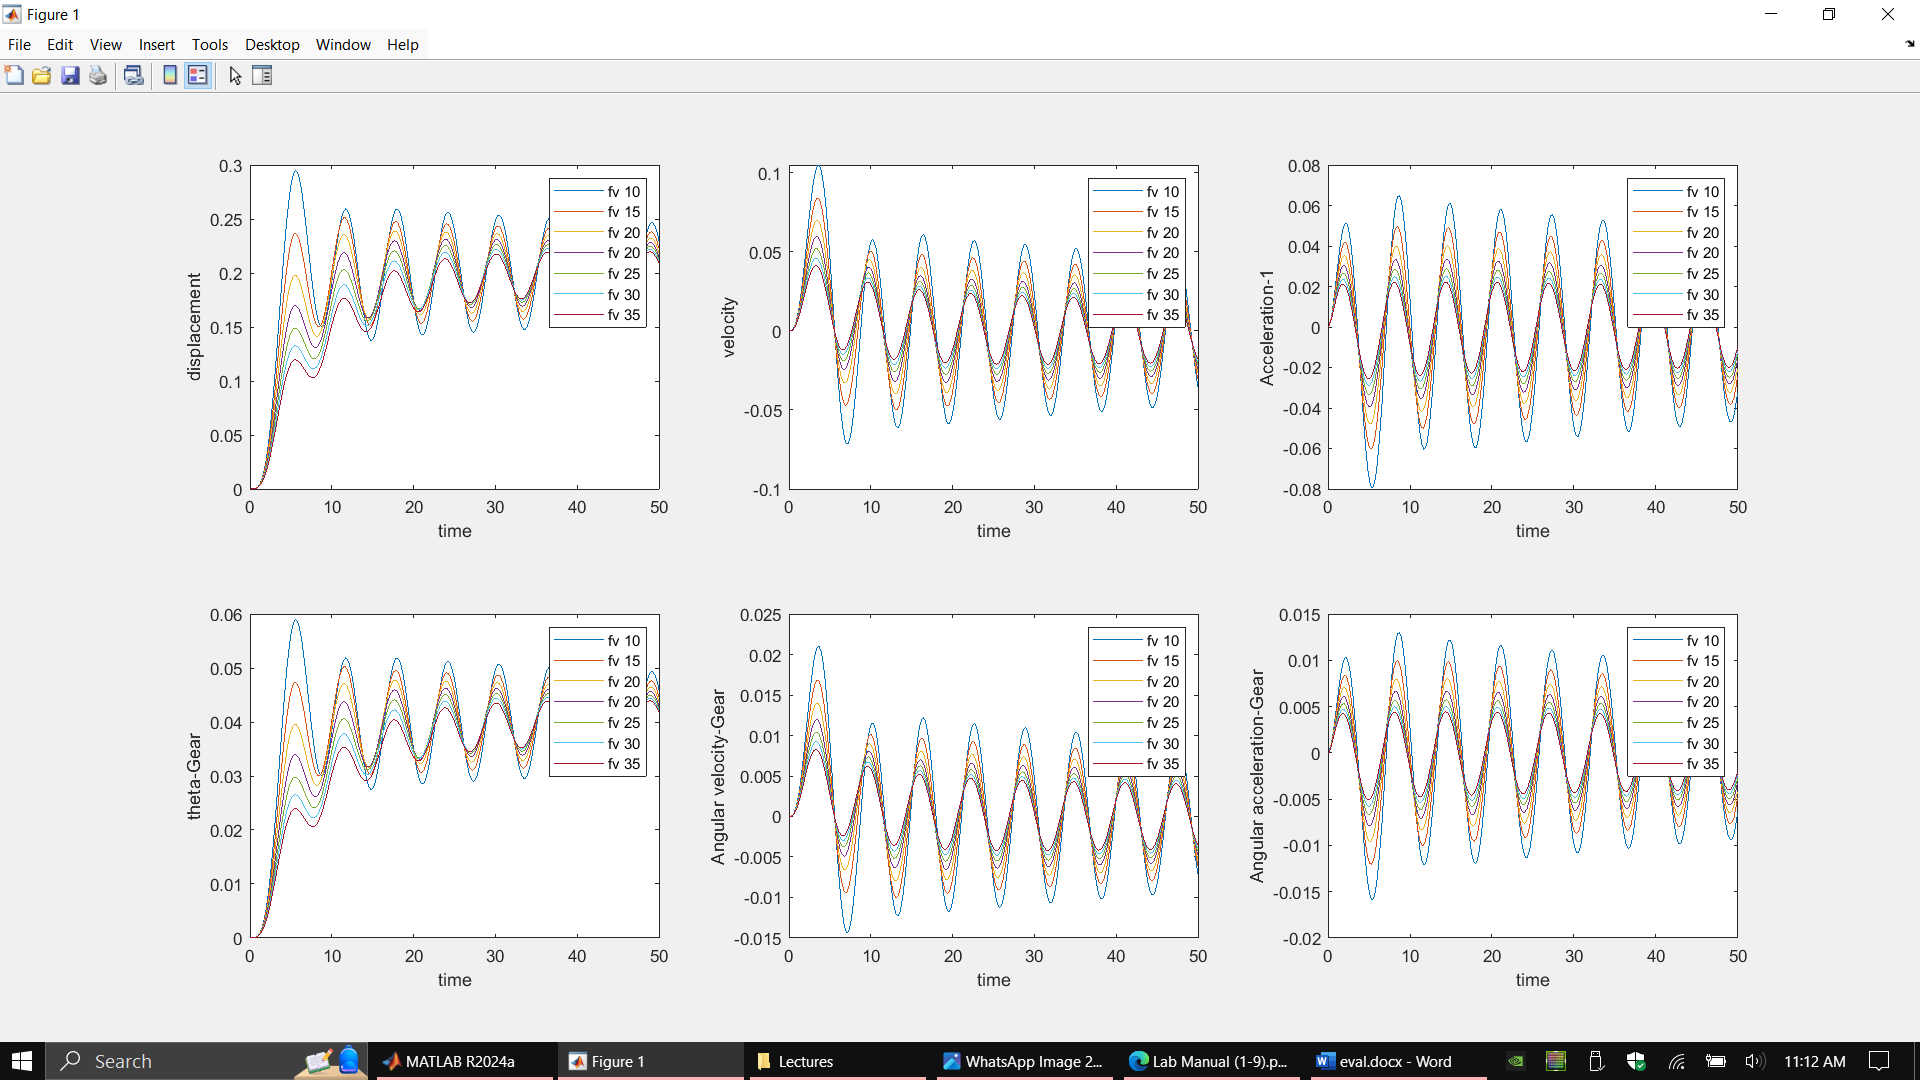 Figure 1
File Edit View Insert Tools Desktop Window Help
0.3
0.25
0.2
0.15
0.1
0.05
0
displacement
0 10 20 30 40 50
time
fv 10
fv 15
fv 20
fv 20
fv 25
fv 30
fv 35
0.1
0.05
0
-0.05
-0.1
velocity
0 10 20 30 40 50
time
fv 10
fv 15
fv 20
fv 20
fv 25
fv 30
fv 35
0.08
0.06
0.04
0.02
0
-0.02
-0.04
-0.06
-0.08
Acceleration-1
0 10 20 30 40 50
time
fv 10
fv 15
fv 20
fv 20
fv 25
fv 30
fv 35
0.06
0.05
0.04
0.03
0.02
0.01
0
theta-Gear
0 10 20 30 40 50
time
fv 10
fv 15
fv 20
fv 20
fv 25
fv 30
fv 35
0.025
0.02
0.015
0.01
0.005
0
-0.005
-0.01
-0.015
Angular velocity-Gear
0 10 20 30 40 50
time
fv 10
fv 15
fv 20
fv 20
fv 25
fv 30
fv 35
0.015
0.01
0.005
0
-0.005
-0.01
-0.015
-0.02
Angular acceleration-Gear
0 10 20 30 40 50
time
fv 10
fv 15
fv 20
fv 20
fv 25
fv 30
fv 35
Search MATLAB R2024a Figure 1 Lectures WhatsApp Image 2... Lab Manual (1-9).p... eval.docx - Word 11:12 AM